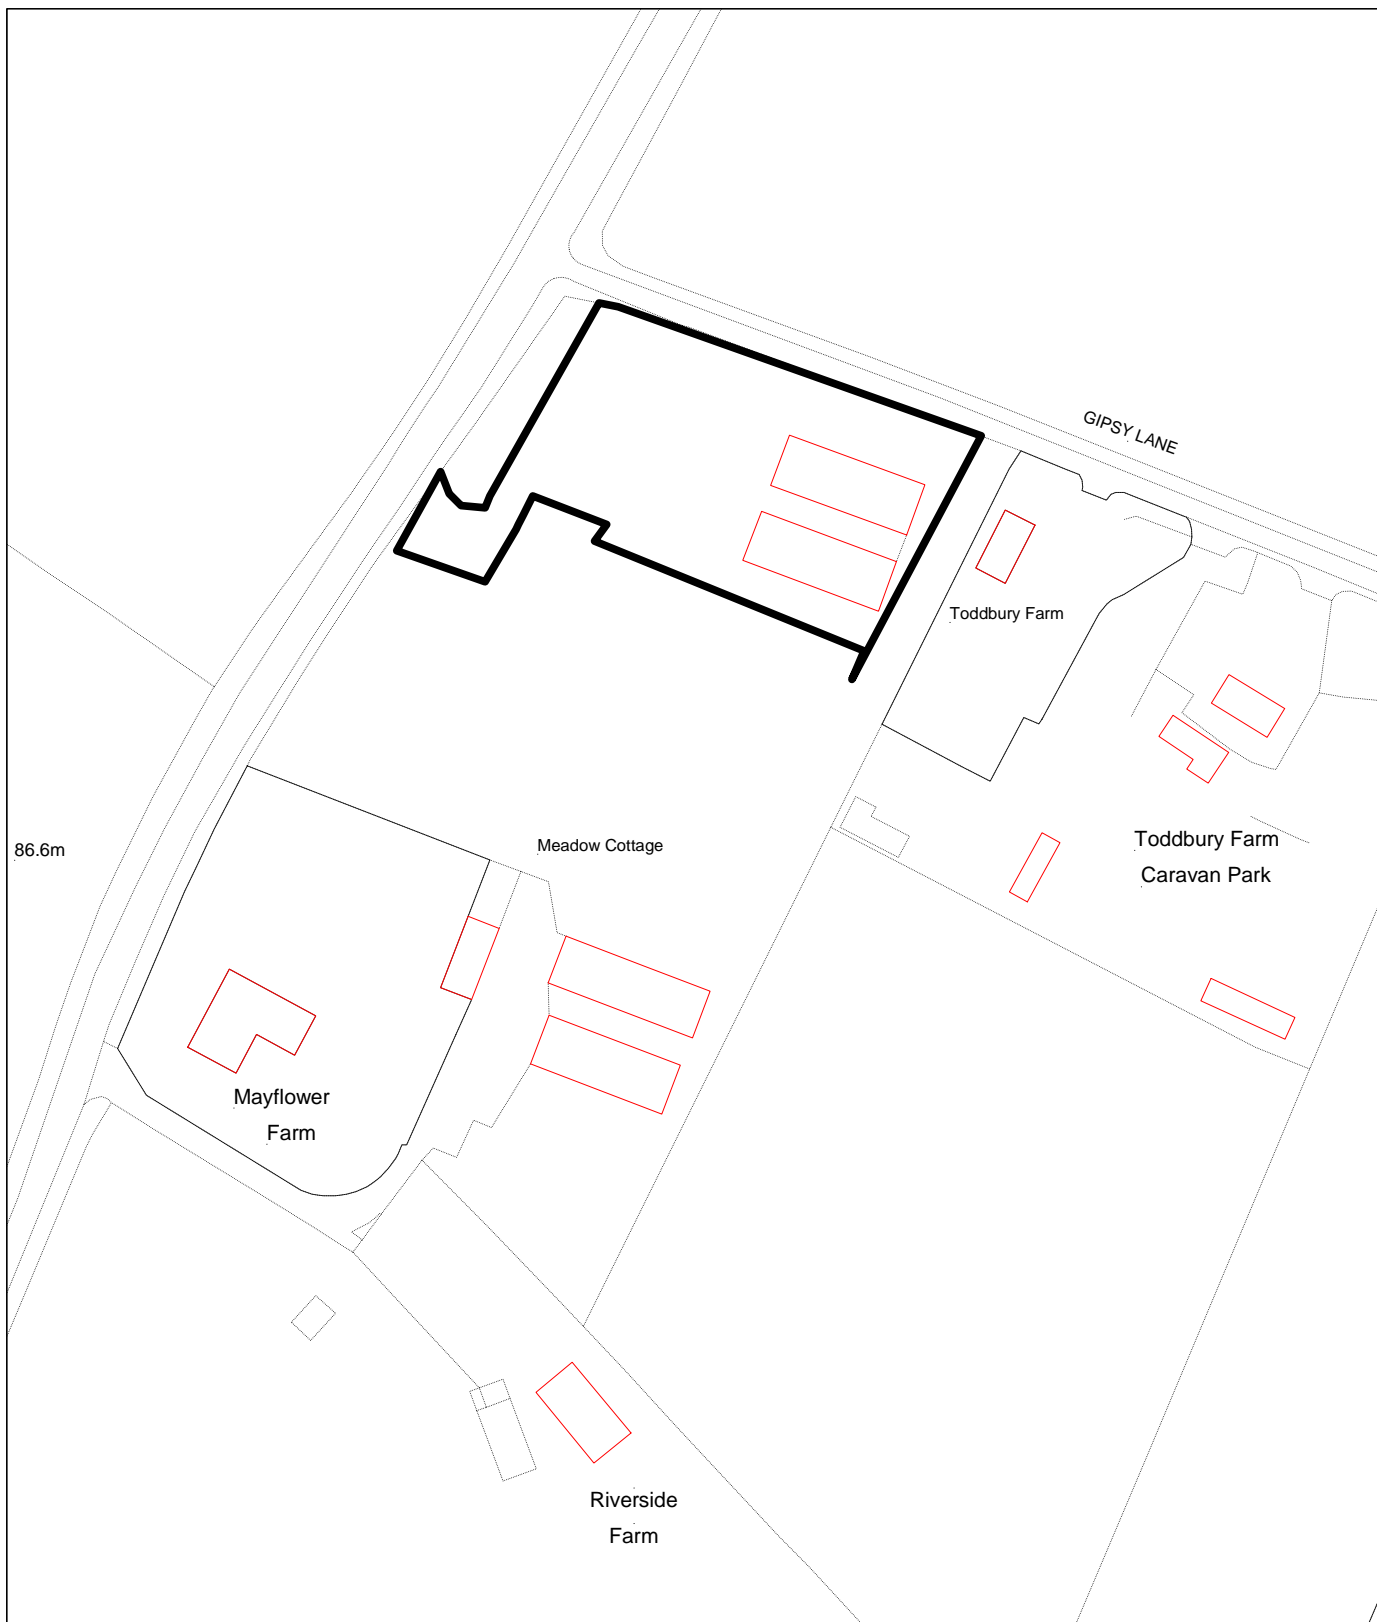 GIPSY LANE
Toddbury Farm
Toddbury Farm
Caravan Park
86.6m
Meadow Cottage
Mayflower
Farm
Riverside
Farm